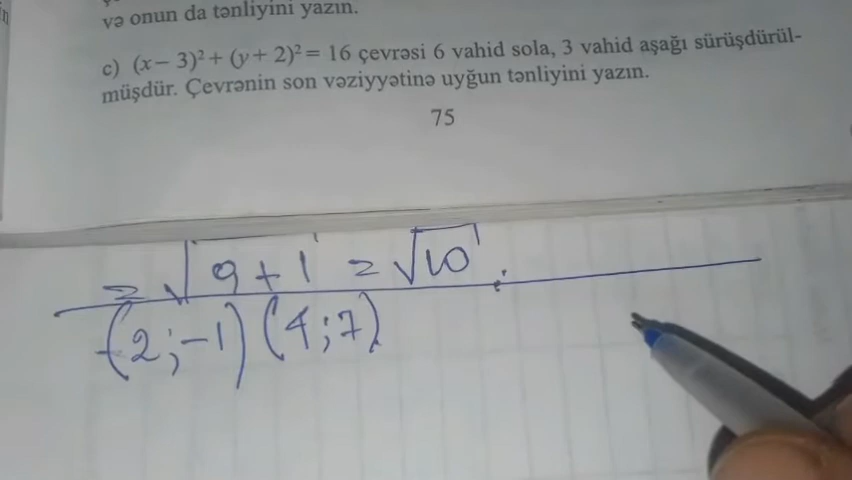 və onun da tənliyini yazın.
c) (x – 3)² + (y + 2)² = 16 çevrəsi 6 vahid sola, 3 vahid aşağı sürüşdürül-
müşdür. Çevrənin son vəziyyətinə uyğun tənliyini yazın.
75
= √9 + 1 = √10 .
(2;-1) (4;7)